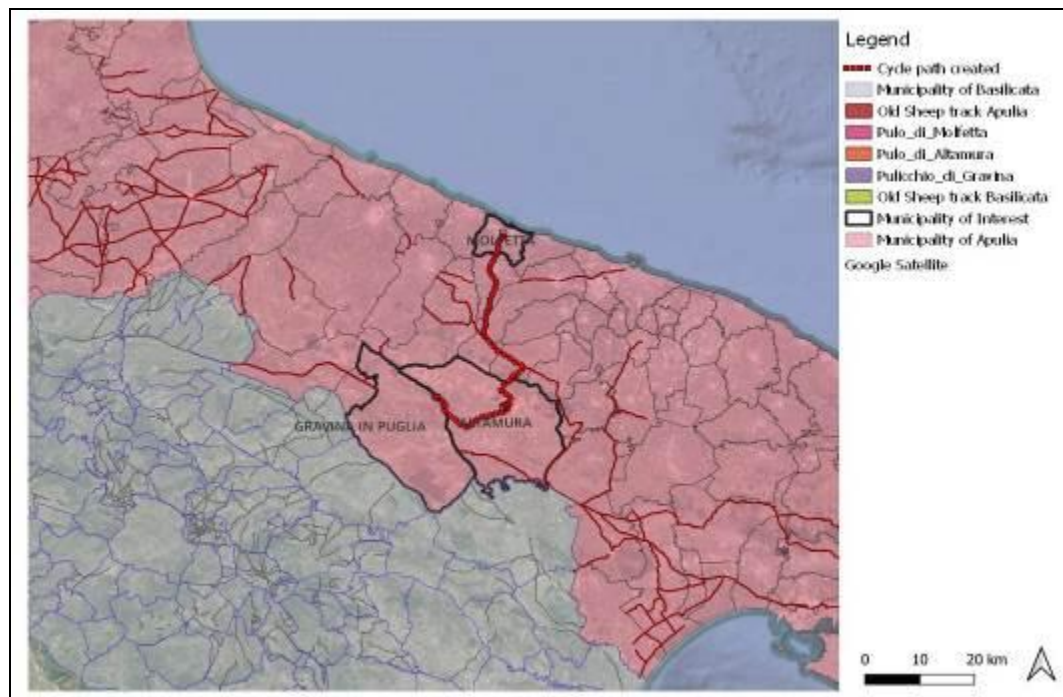 Legend
Cycle path created
Municipality of Basilicata
Old Sheep track Apulia
Pulo_di_Molfetta
Pulo_di_Altamura
Pulicchio_di_Gravina
Old Sheep track Basilicata
Municipality of Interest
Municipality of Apulia
Google Satellite
MOLFETTA
GRAVINA IN PUGLIA
ALTAMURA
0 10 20 km